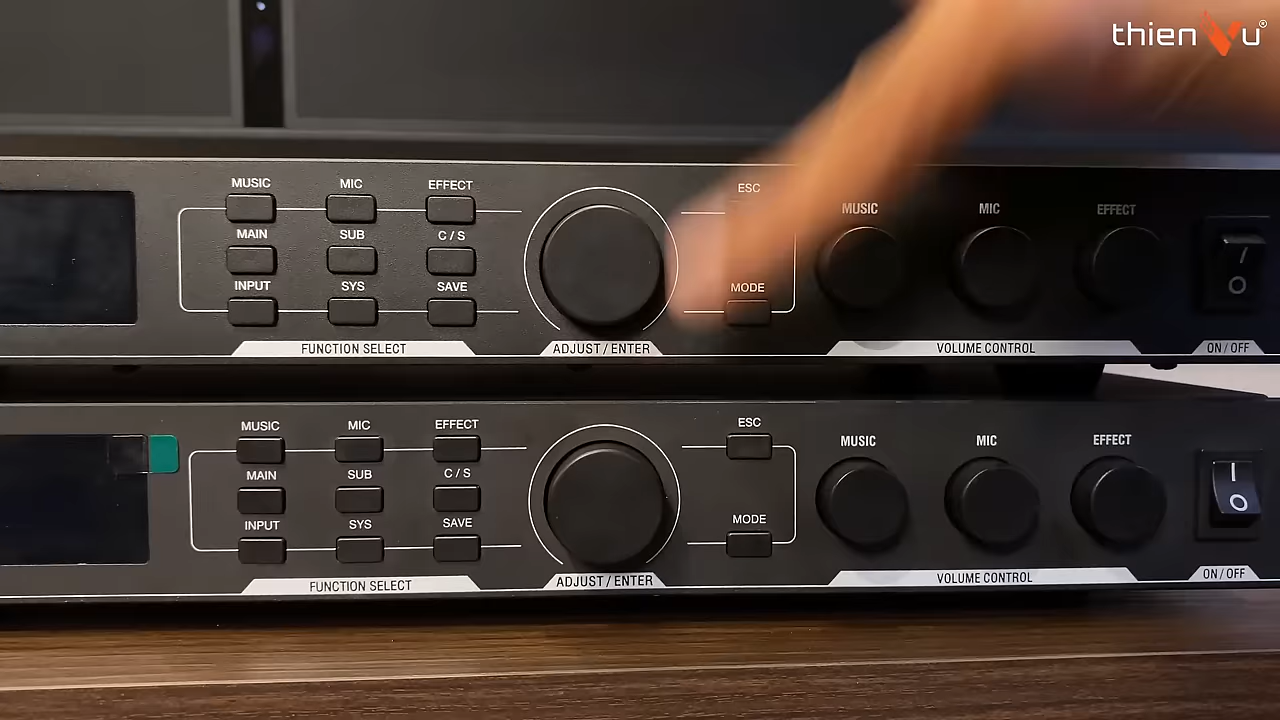 thien Vu®
MUSIC MIC EFFECT ESC
MUSIC MIC EFFECT
MAIN SUB C / S
INPUT SYS SAVE MODE
FUNCTION SELECT ADJUST / ENTER VOLUME CONTROL ON / OFF
MUSIC MIC EFFECT ESC
MUSIC MIC EFFECT
MAIN SUB C / S
INPUT SYS SAVE MODE
FUNCTION SELECT ADJUST / ENTER VOLUME CONTROL ON / OFF